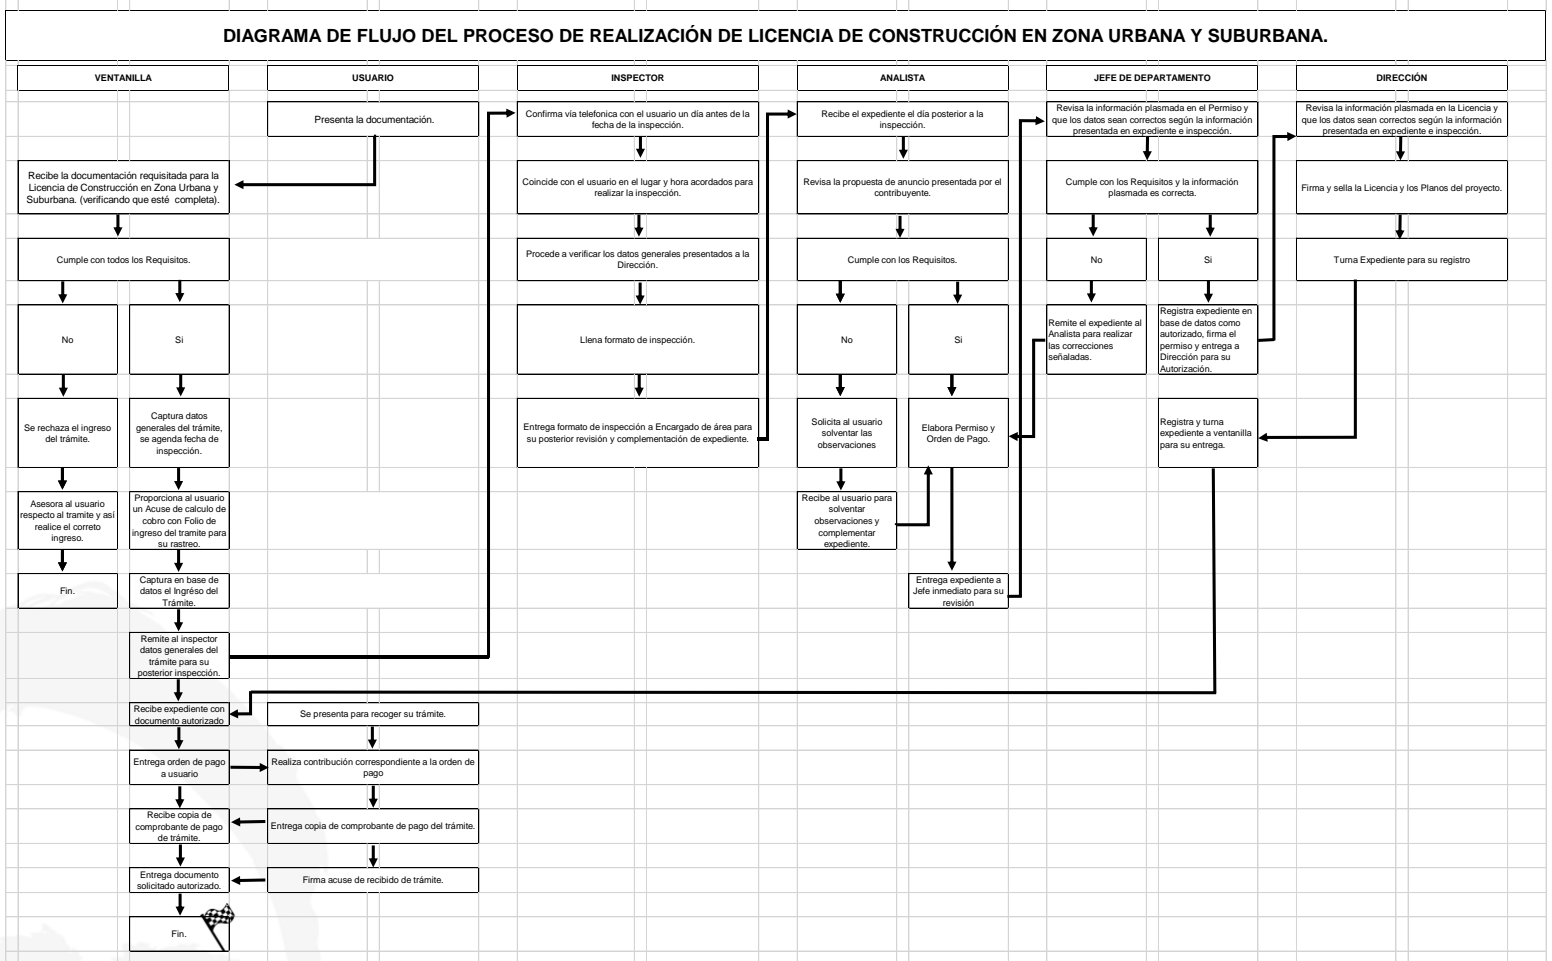 DIAGRAMA DE FLUJO DEL PROCESO DE REALIZACIÓN DE LICENCIA DE CONSTRUCCIÓN EN ZONA URBANA Y SUBURBANA.
VENTANILLA
USUARIO
INSPECTOR
ANALISTA
JEFE DE DEPARTAMENTO
DIRECCIÓN
Presenta la documentación.
Recibe la documentación requisitada para la
Licencia de Construcción en Zona Urbana y
Suburbana. (verificando que esté completa).
Cumple con todos los Requisitos.
No
Si
Se rechaza el ingreso
del trámite.
Captura datos
generales del trámite,
se agenda fecha de
inspección.
Asesora al usuario
respecto al tramite y así
realice el correto
ingreso.
Proporciona al usuario
un Acuse de calculo de
cobro con Folio de
ingreso del tramite para
su rastreo.
Fin.
Captura en base de
datos el Ingréso del
Trámite.
Remite al inspector
datos generales del
trámite para su
posterior inspección.
Recibe expediente con
documento autorizado
Se presenta para recoger su trámite.
Entrega orden de pago
a usuario
Realiza contribución correspondiente a la orden de
pago
Recibe copia de
comprobante de pago
de trámite.
Entrega copia de comprobante de pago del trámite.
Entrega documento
solicitado autorizado.
Firma acuse de recibido de trámite.
Fin.
Confirma vía telefonica con el usuario un día antes de la
fecha de la inspección.
Coincide con el usuario en el lugar y hora acordados para
realizar la inspección.
Procede a verificar los datos generales presentados a la
Dirección.
Llena formato de inspección.
Entrega formato de inspección a Encargado de área para
su posterior revisión y complementación de expediente.
Recibe el expediente el día posterior a la
inspección.
Revisa la propuesta de anuncio presentada por el
contribuyente.
Cumple con los Requisitos.
No
Si
Solicita al usuario
solventar las
observaciones
Elabora Permiso y
Orden de Pago.
Recibe al usuario para
solventar
observaciones y
complementar
expediente.
Entrega expediente a
Jefe inmediato para su
revisión
Revisa la información plasmada en el Permiso y
que los datos sean correctos según la información
presentada en expediente e inspección.
Cumple con los Requisitos y la información
plasmada es correcta.
No
Si
Remite el expediente al
Analista para realizar
las correcciones
señaladas.
Registra expediente en
base de datos como
autorizado, firma el
permiso y entrega a
Dirección para su
Autorización.
Registra y turna
expediente a ventanilla
para su entrega.
Revisa la información plasmada en la Licencia y
que los datos sean correctos según la información
presentada en expediente e inspección.
Firma y sella la Licencia y los Planos del proyecto.
Turna Expediente para su registro